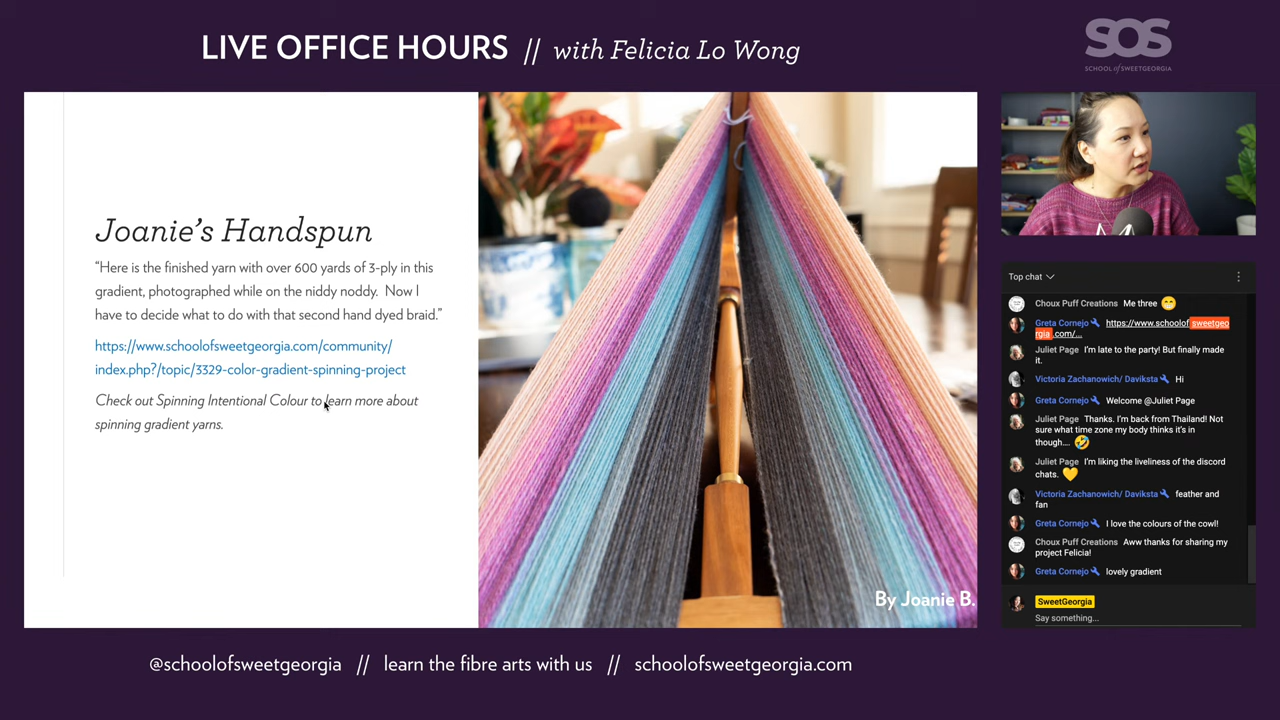 LIVE OFFICE HOURS // with Felicia Lo Wong
SOS
SCHOOL of SWEETGEORGIA
Joanie’s Handspun
“Here is the finished yarn with over 600 yards of 3-ply in this
gradient, photographed while on the niddy noddy. Now I
have to decide what to do with that second hand dyed braid.”
https://www.schoolofsweetgeorgia.com/community/
index.php?/topic/3329-color-gradient-spinning-project
Check out Spinning Intentional Colour to learn more about
spinning gradient yarns.
By Joanie B.
Top chat
Choux Puff Creations Me three 😁
Greta Cornejo https://www.schoolofsweetgeo
rgia.com/...
Juliet Page I'm late to the party! But finally made
it.
Victoria Zachanowich/ Daviksta Hi
Greta Cornejo Welcome @Juliet Page
Juliet Page Thanks. I'm back from Thailand! Not
sure what time zone my body thinks it's in
though.... 🤣
Juliet Page I'm liking the liveliness of the discord
chats. 💛
Victoria Zachanowich/ Daviksta feather and
fan
Greta Cornejo I love the colours of the cowl!
Choux Puff Creations Aww thanks for sharing my
project Felicia!
Greta Cornejo lovely gradient
SweetGeorgia
Say something...
@schoolofsweetgeorgia // learn the fibre arts with us // schoolofsweetgeorgia.com